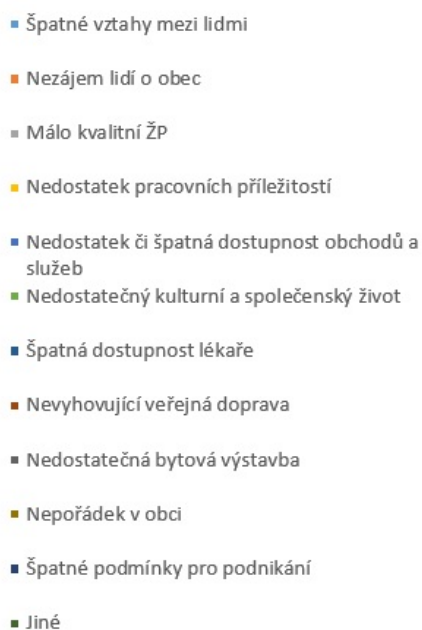 Špatné vztahy mezi lidmi
Nezájem lidí o obec
Málo kvalitní ŽP
Nedostatek pracovních příležitostí
Nedostatek či špatná dostupnost obchodů a
služeb
Nedostatečný kulturní a společenský život
Špatná dostupnost lékaře
Nevyhovující veřejná doprava
Nedostatečná bytová výstavba
Nepořádek v obci
Špatné podmínky pro podnikání
Jiné